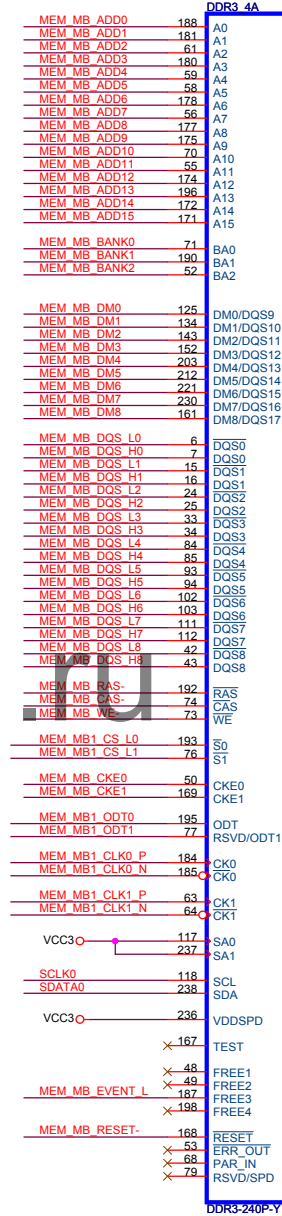 DDR3_4A
MEM_MB_ADD0 188 A0
MEM_MB_ADD1 181 A1
MEM_MB_ADD2 61 A2
MEM_MB_ADD3 180 A3
MEM_MB_ADD4 59 A4
MEM_MB_ADD5 58 A5
MEM_MB_ADD6 178 A6
MEM_MB_ADD7 56 A7
MEM_MB_ADD8 177 A8
MEM_MB_ADD9 175 A9
MEM_MB_ADD10 70 A10
MEM_MB_ADD11 55 A11
MEM_MB_ADD12 174 A12
MEM_MB_ADD13 196 A13
MEM_MB_ADD14 172 A14
MEM_MB_ADD15 171 A15
MEM_MB_BANK0 71 BA0
MEM_MB_BANK1 190 BA1
MEM_MB_BANK2 52 BA2
MEM_MB_DM0 125 DM0/DQS9
MEM_MB_DM1 134 DM1/DQS10
MEM_MB_DM2 143 DM2/DQS11
MEM_MB_DM3 152 DM3/DQS12
MEM_MB_DM4 203 DM4/DQS13
MEM_MB_DM5 212 DM5/DQS14
MEM_MB_DM6 221 DM6/DQS15
MEM_MB_DM7 230 DM7/DQS16
MEM_MB_DM8 161 DM8/DQS17
MEM_MB_DQS_L0 6 DQS0
MEM_MB_DQS_H0 7 DQS0
MEM_MB_DQS_L1 15 DQS1
MEM_MB_DQS_H1 16 DQS1
MEM_MB_DQS_L2 24 DQS2
MEM_MB_DQS_H2 25 DQS2
MEM_MB_DQS_L3 33 DQS3
MEM_MB_DQS_H3 34 DQS3
MEM_MB_DQS_L4 84 DQS4
MEM_MB_DQS_H4 85 DQS4
MEM_MB_DQS_L5 93 DQS5
MEM_MB_DQS_H5 94 DQS5
MEM_MB_DQS_L6 102 DQS6
MEM_MB_DQS_H6 103 DQS6
MEM_MB_DQS_L7 111 DQS7
MEM_MB_DQS_H7 112 DQS7
MEM_MB_DQS_L8 42 DQS8
MEM_MB_DQS_H8 43 DQS8
.ru
MEM_MB_RAS- 192 RAS
MEM_MB_CAS- 74 CAS
MEM_MB_WE- 73 WE
MEM_MB1_CS_L0 193 S0
MEM_MB1_CS_L1 76 S1
MEM_MB_CKE0 50 CKE0
MEM_MB_CKE1 169 CKE1
MEM_MB1_ODT0 195 ODT
MEM_MB1_ODT1 77 RSVD/ODT1
MEM_MB1_CLK0_P 184 CK0
MEM_MB1_CLK0_N 185 CK0
MEM_MB1_CLK1_P 63 CK1
MEM_MB1_CLK1_N 64 CK1
VCC3 117 SA0
237 SA1
SCLK0 118 SCL
SDATA0 238 SDA
VCC3 236 VDDSPD
167 TEST
48 FREE1
49 FREE2
MEM_MB_EVENT_L 187 FREE3
198 FREE4
MEM_MB_RESET- 168 RESET
53 ERR_OUT
68 PAR_IN
79 RSVD/SPD
DDR3-240P-Y